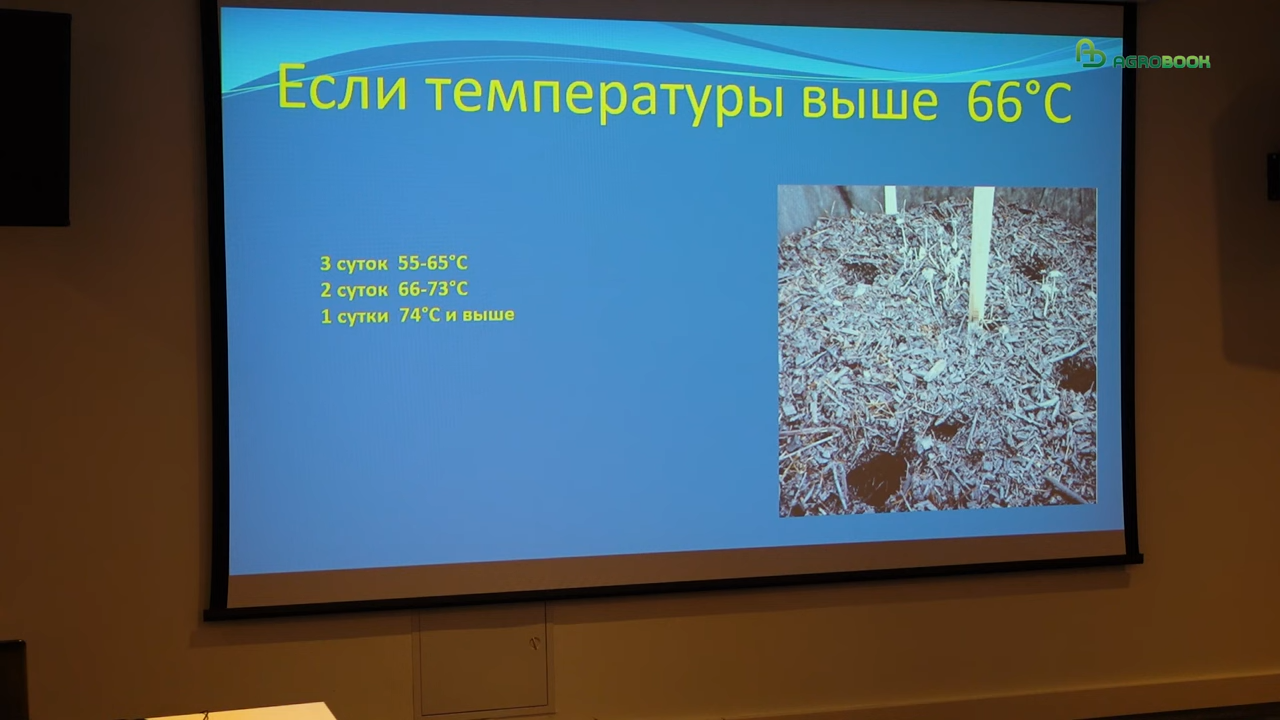 AGROBOOK
Если температуры выше 66°C
3 суток 55-65°C
2 суток 66-73°C
1 сутки 74°C и выше